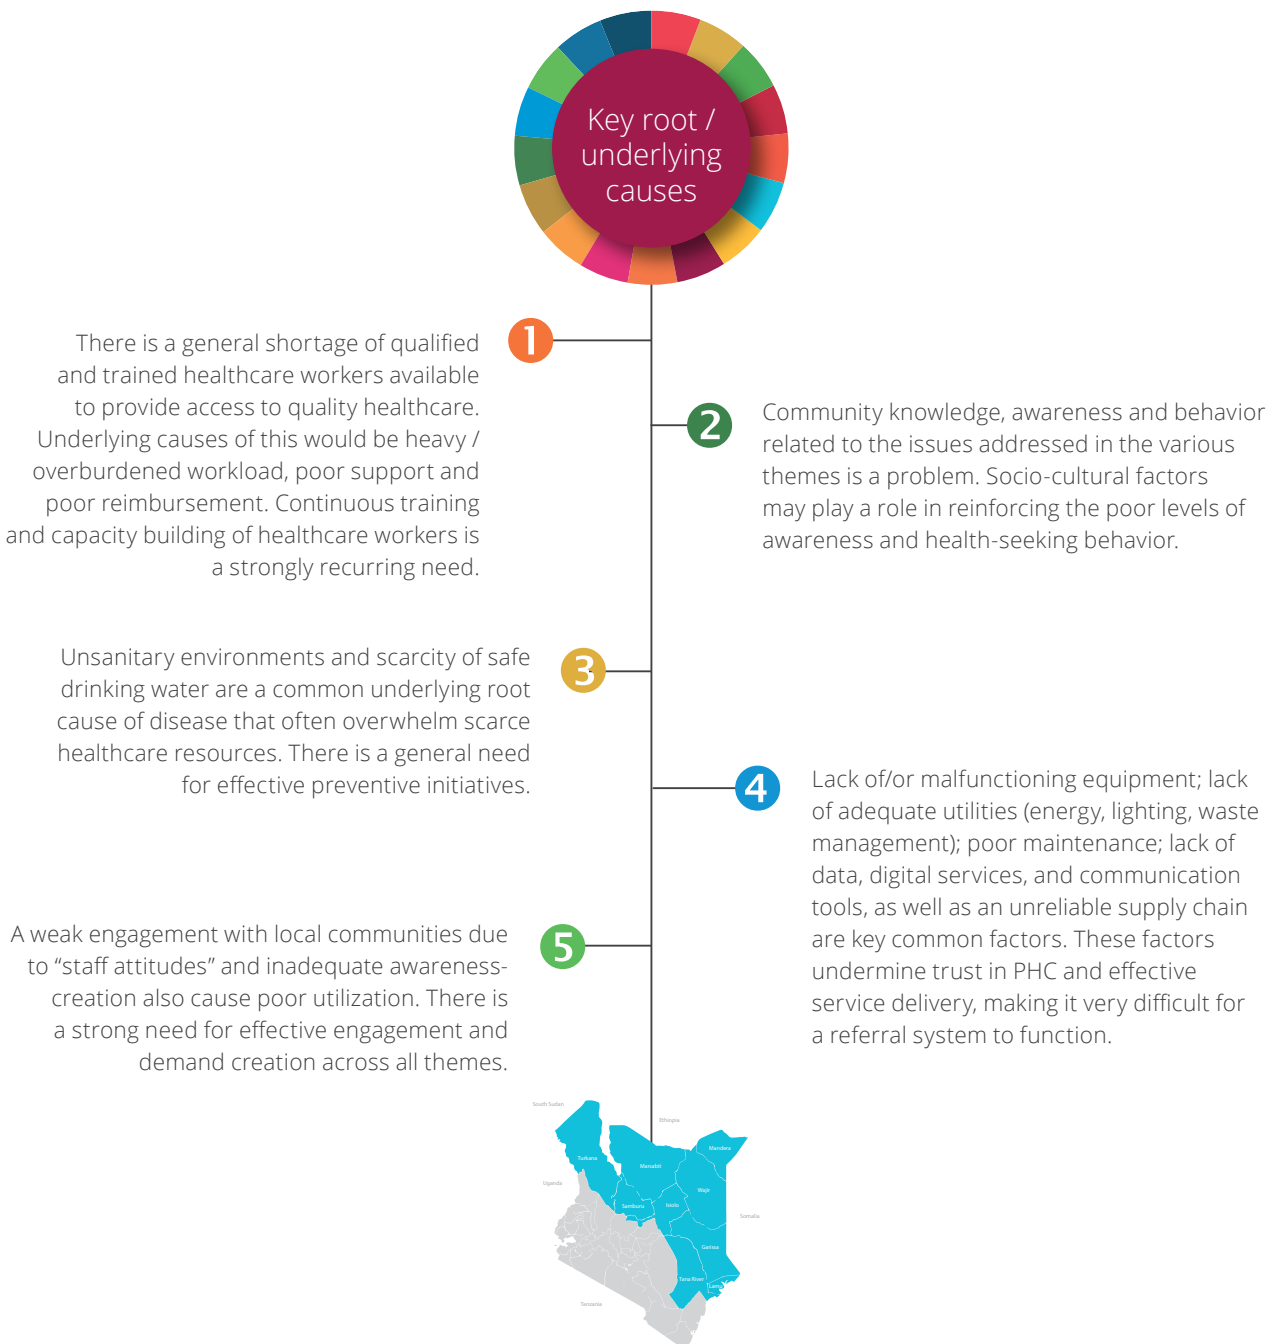 Key root /
underlying
causes
1
There is a general shortage of qualified
and trained healthcare workers available
to provide access to quality healthcare.
Underlying causes of this would be heavy /
overburdened workload, poor support and
poor reimbursement. Continuous training
and capacity building of healthcare workers is
a strongly recurring need.
2
Community knowledge, awareness and behavior
related to the issues addressed in the various
themes is a problem. Socio-cultural factors
may play a role in reinforcing the poor levels of
awareness and health-seeking behavior.
3
Unsanitary environments and scarcity of safe
drinking water are a common underlying root
cause of disease that often overwhelm scarce
healthcare resources. There is a general need
for effective preventive initiatives.
4
Lack of/or malfunctioning equipment; lack
of adequate utilities (energy, lighting, waste
management); poor maintenance; lack of
data, digital services, and communication
tools, as well as an unreliable supply chain
are key common factors. These factors
undermine trust in PHC and effective
service delivery, making it very difficult for
a referral system to function.
5
A weak engagement with local communities due
to “staff attitudes” and inadequate awareness-
creation also cause poor utilization. There is
a strong need for effective engagement and
demand creation across all themes.
South Sudan
Ethiopia
Mandera
Turkana
Marsabit
Uganda
Wajir
Samburu
Isiolo
Somalia
Garissa
Tana River
Lamu
Tanzania